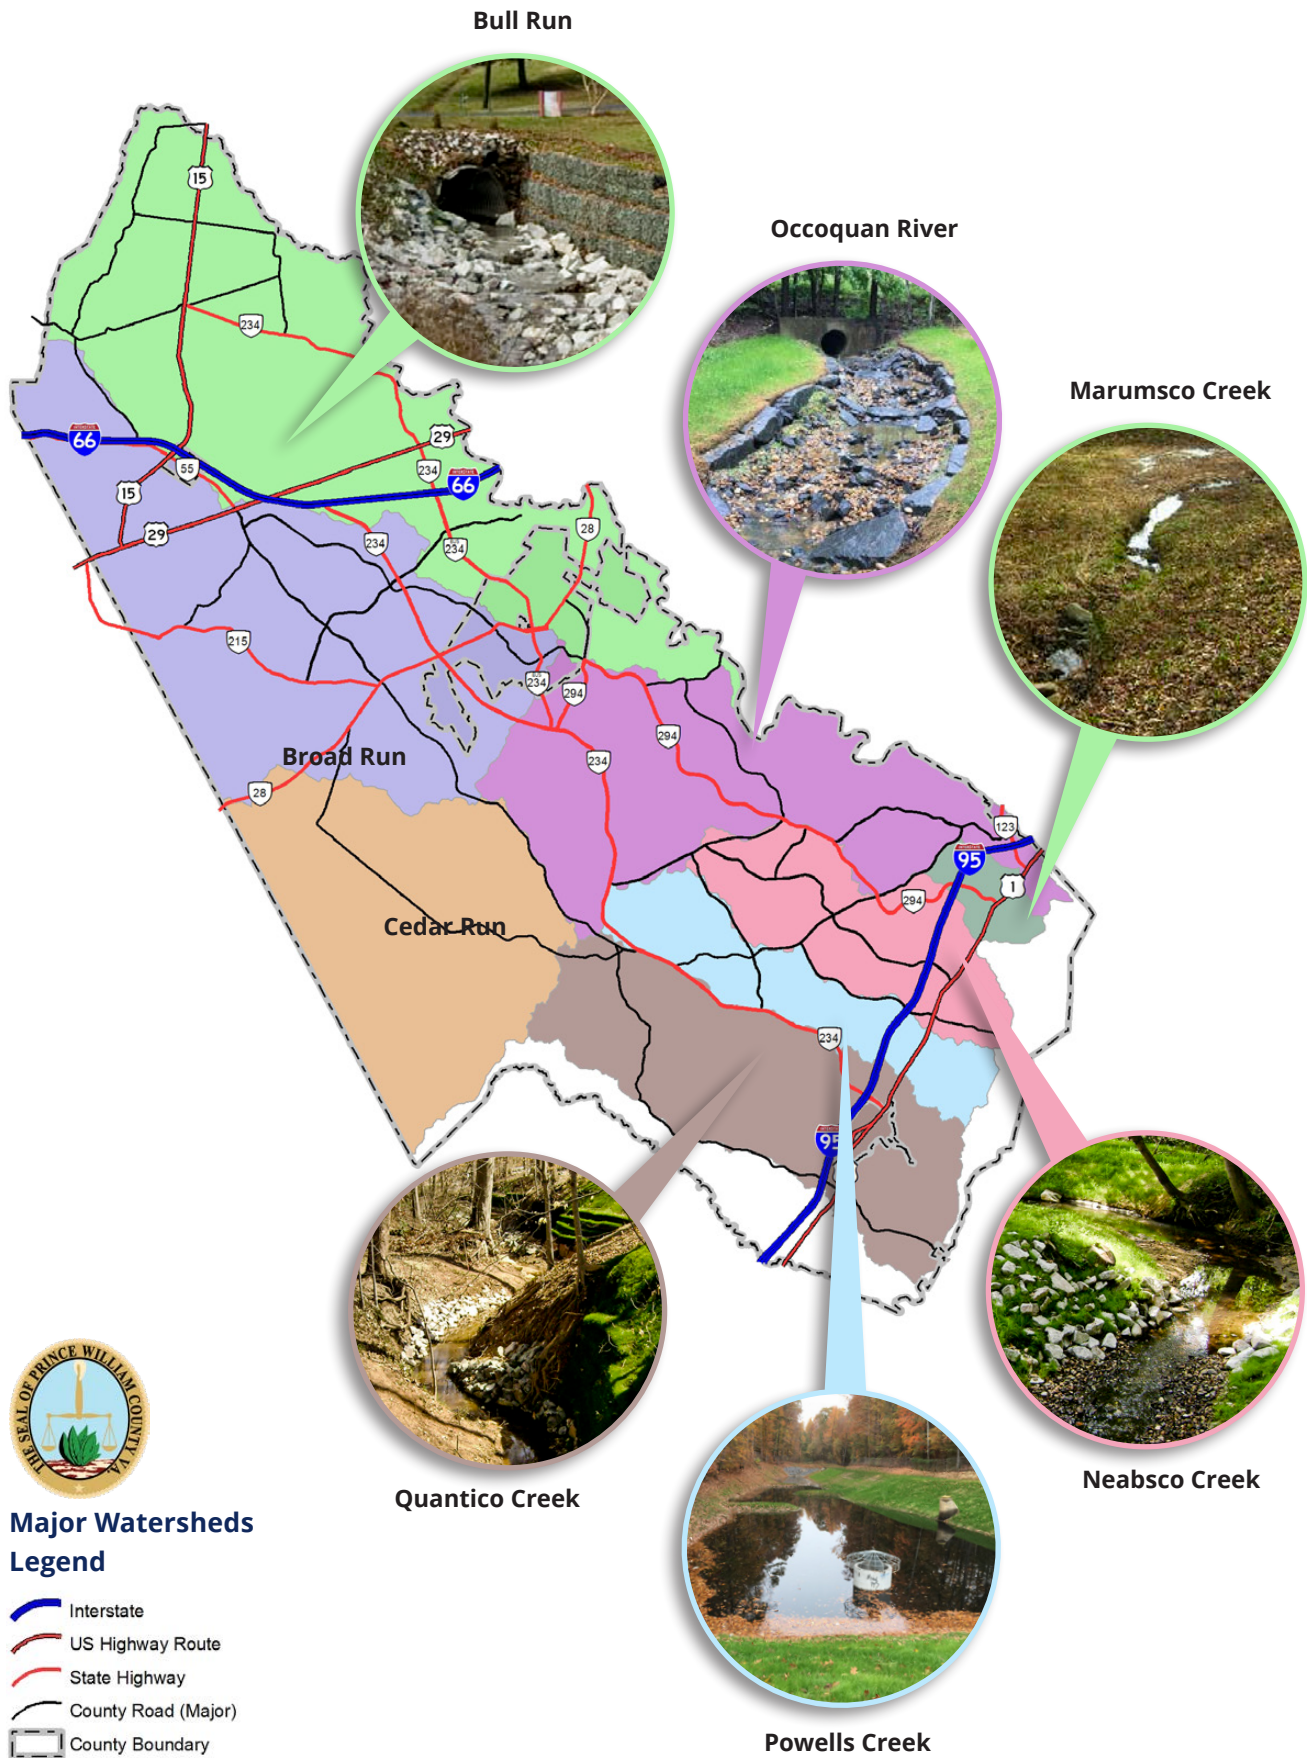 Bull Run
Occoquan River
Marumsco Creek
15
234
29
66
55
66
234
15
29
234
BUS 234
28
215
BUS 234
294
294
234
Broad Run
28
123
95
1
294
Cedar Run
234
95
Quantico Creek
Neabsco Creek
Powells Creek
THE SEAL OF PRINCE WILLIAM COUNTY VA.
Major Watersheds
Legend
Interstate
US Highway Route
State Highway
County Road (Major)
County Boundary